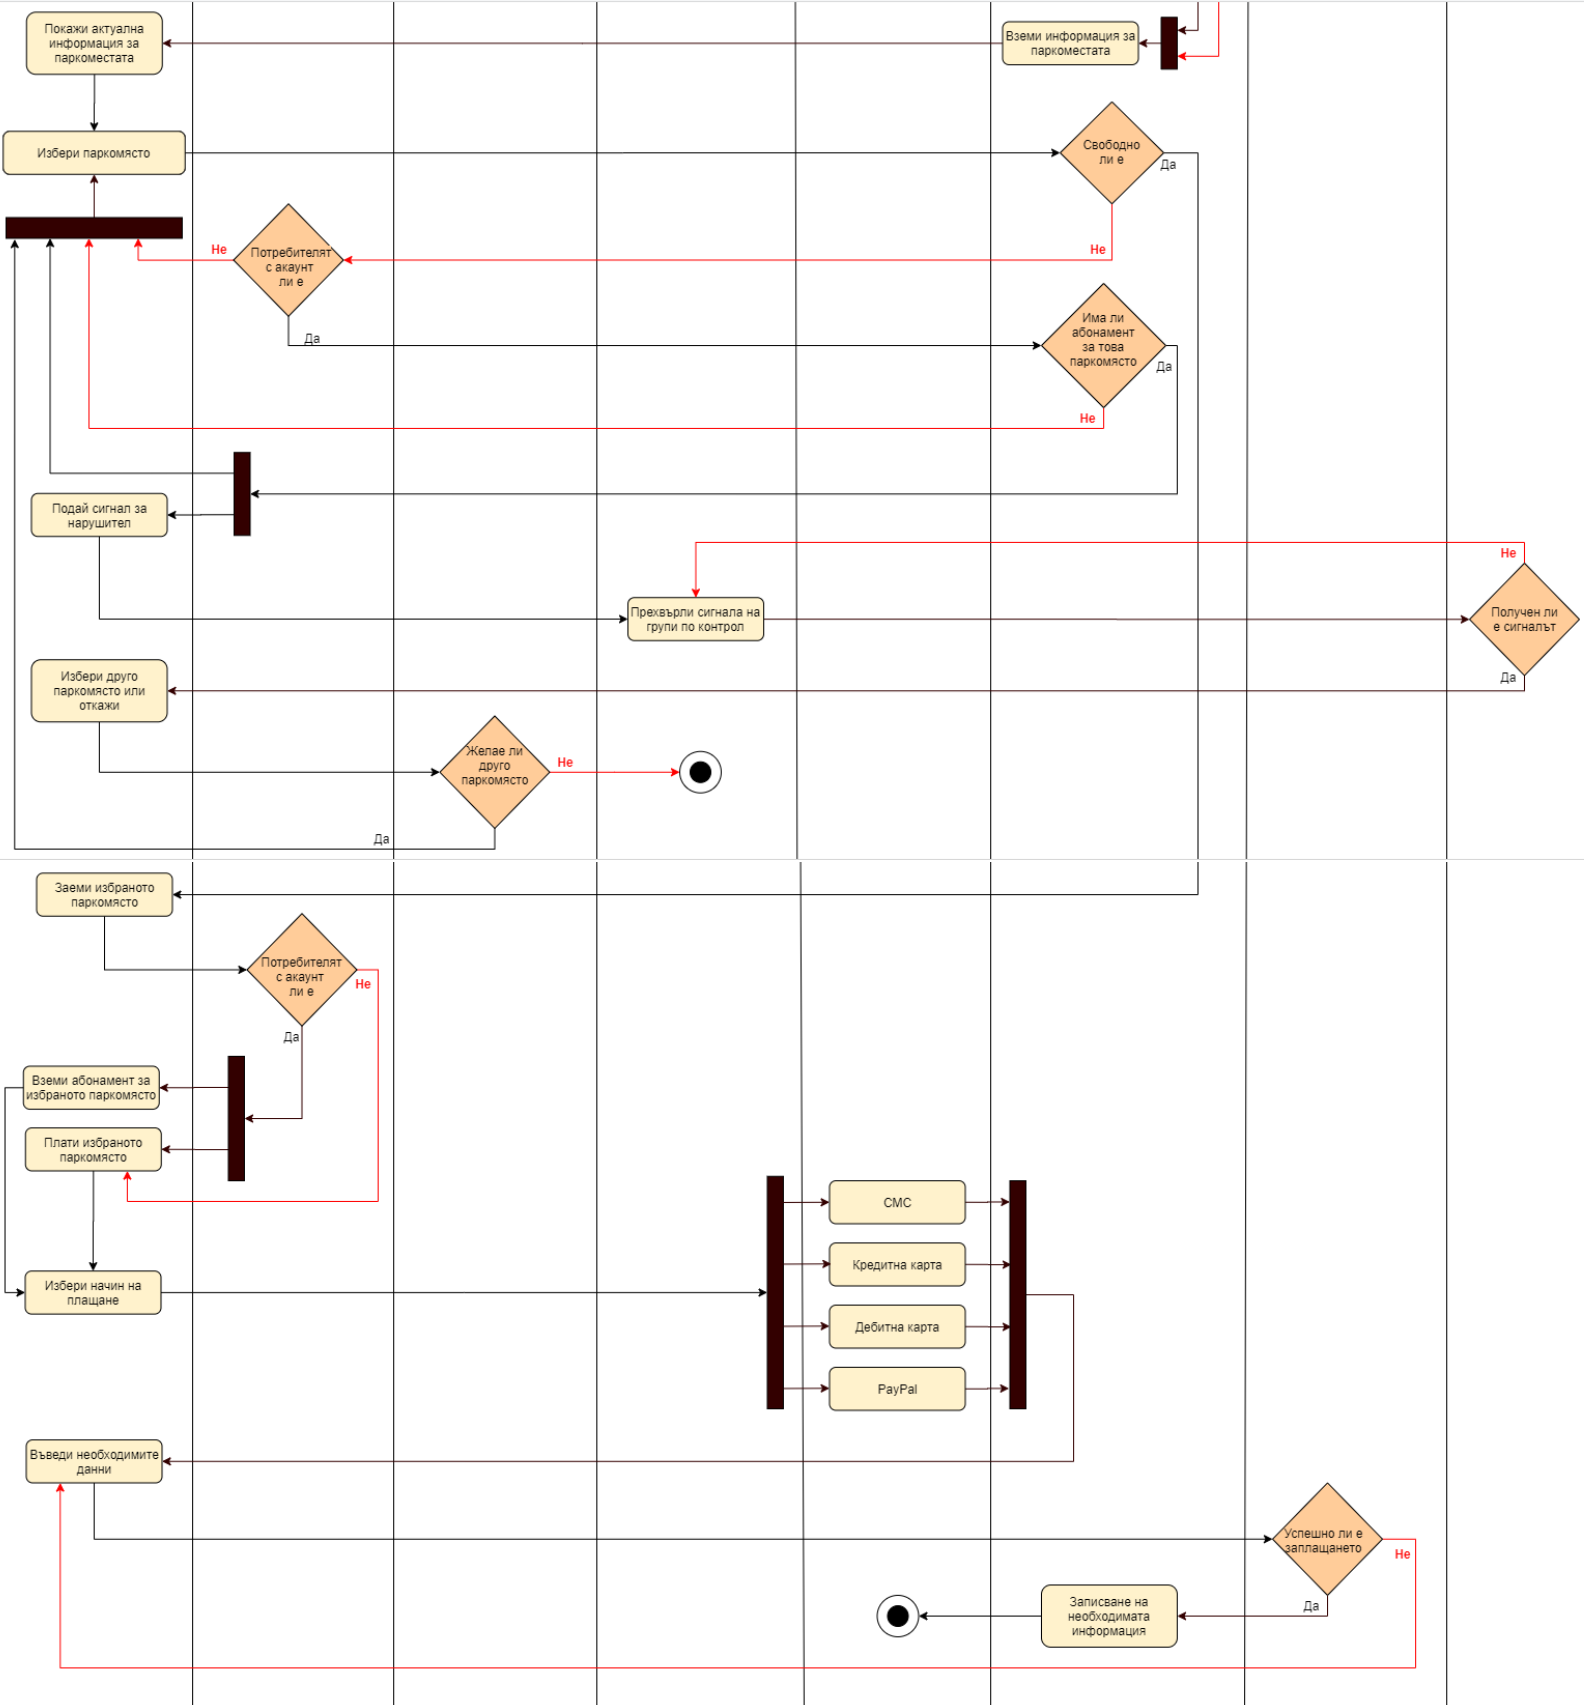 Покажи актуална
информация за
паркоместата
Вземи информация за
паркоместата
Избери паркомясто
Свободно
ли е
Да
Не
Потребителят
с акаунт
ли е
Не
Да
Има ли
абонамент
за това
паркомясто
Да
Не
Подай сигнал за
нарушител
Не
Прехвърли сигнала на
групи по контрол
Получен ли
е сигналът
Да
Избери друго
паркомясто или
откажи
Желае ли
друго
паркомясто
Не
Да
Заеми избраното
паркомясто
Потребителят
с акаунт
ли е
Не
Да
Вземи абонамент за
избраното паркомясто
Плати избраното
паркомясто
СМС
Кредитна карта
Избери начин на
плащане
Дебитна карта
PayPal
Въведи необходимите
данни
Успешно ли е
заплащането
Не
Да
Записване на
необходимата
информация